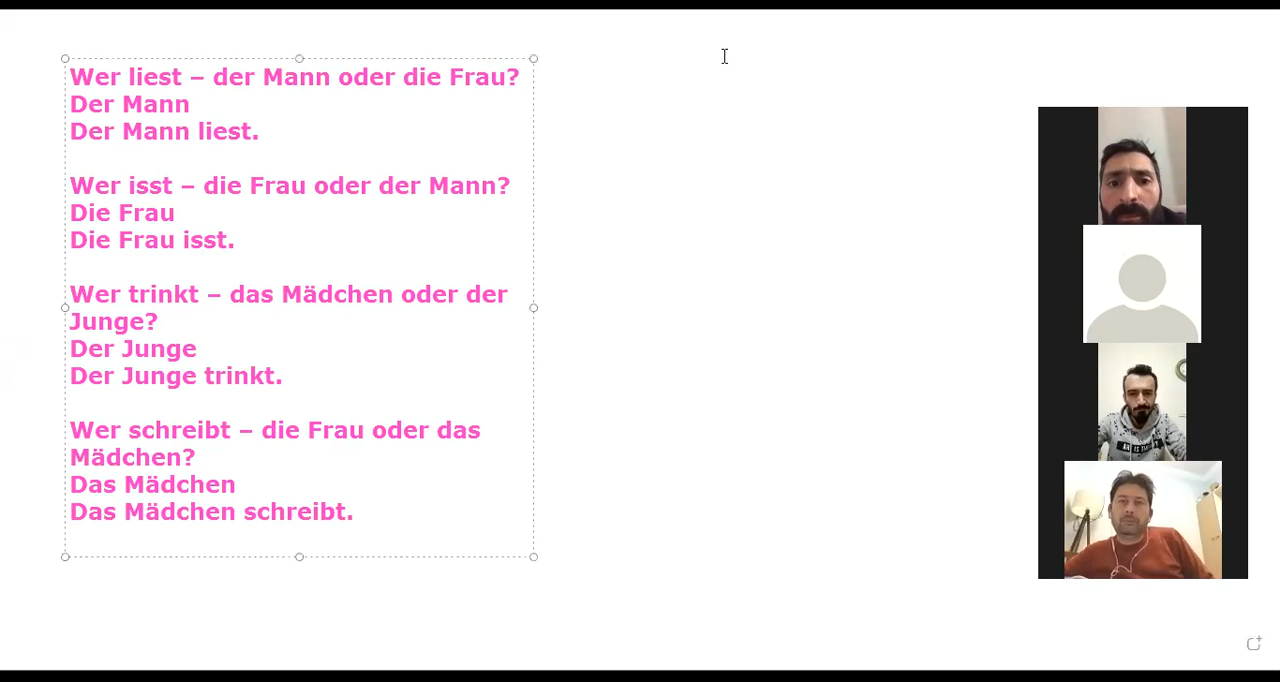 Wer liest – der Mann oder die Frau?
Der Mann
Der Mann liest.
Wer isst – die Frau oder der Mann?
Die Frau
Die Frau isst.
Wer trinkt – das Mädchen oder der
Junge?
Der Junge
Der Junge trinkt.
Wer schreibt – die Frau oder das
Mädchen?
Das Mädchen
Das Mädchen schreibt.